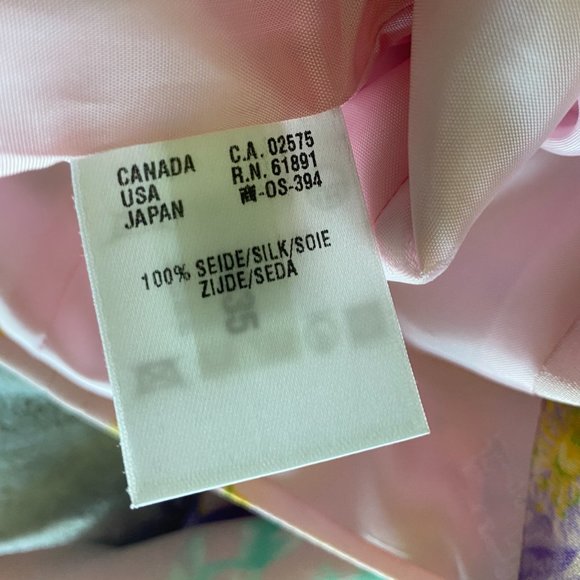 CANADA C.A. 02575
USA R.N. 61891
JAPAN 商-OS-394
100% SEIDE/SILK/SOIE
ZIJDE/SEDA